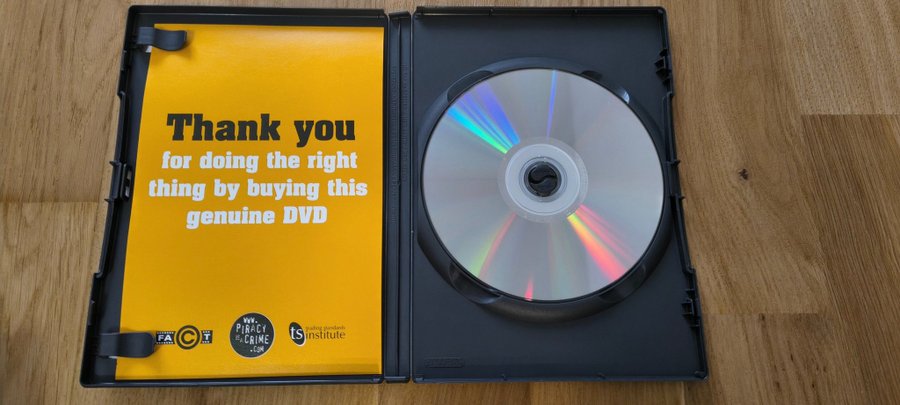 Thank you
for doing the right
thing by buying this
genuine DVD
FA©T
WWW.
PIRACY
IS A
CRIME
.COM
trading standards
ts institute